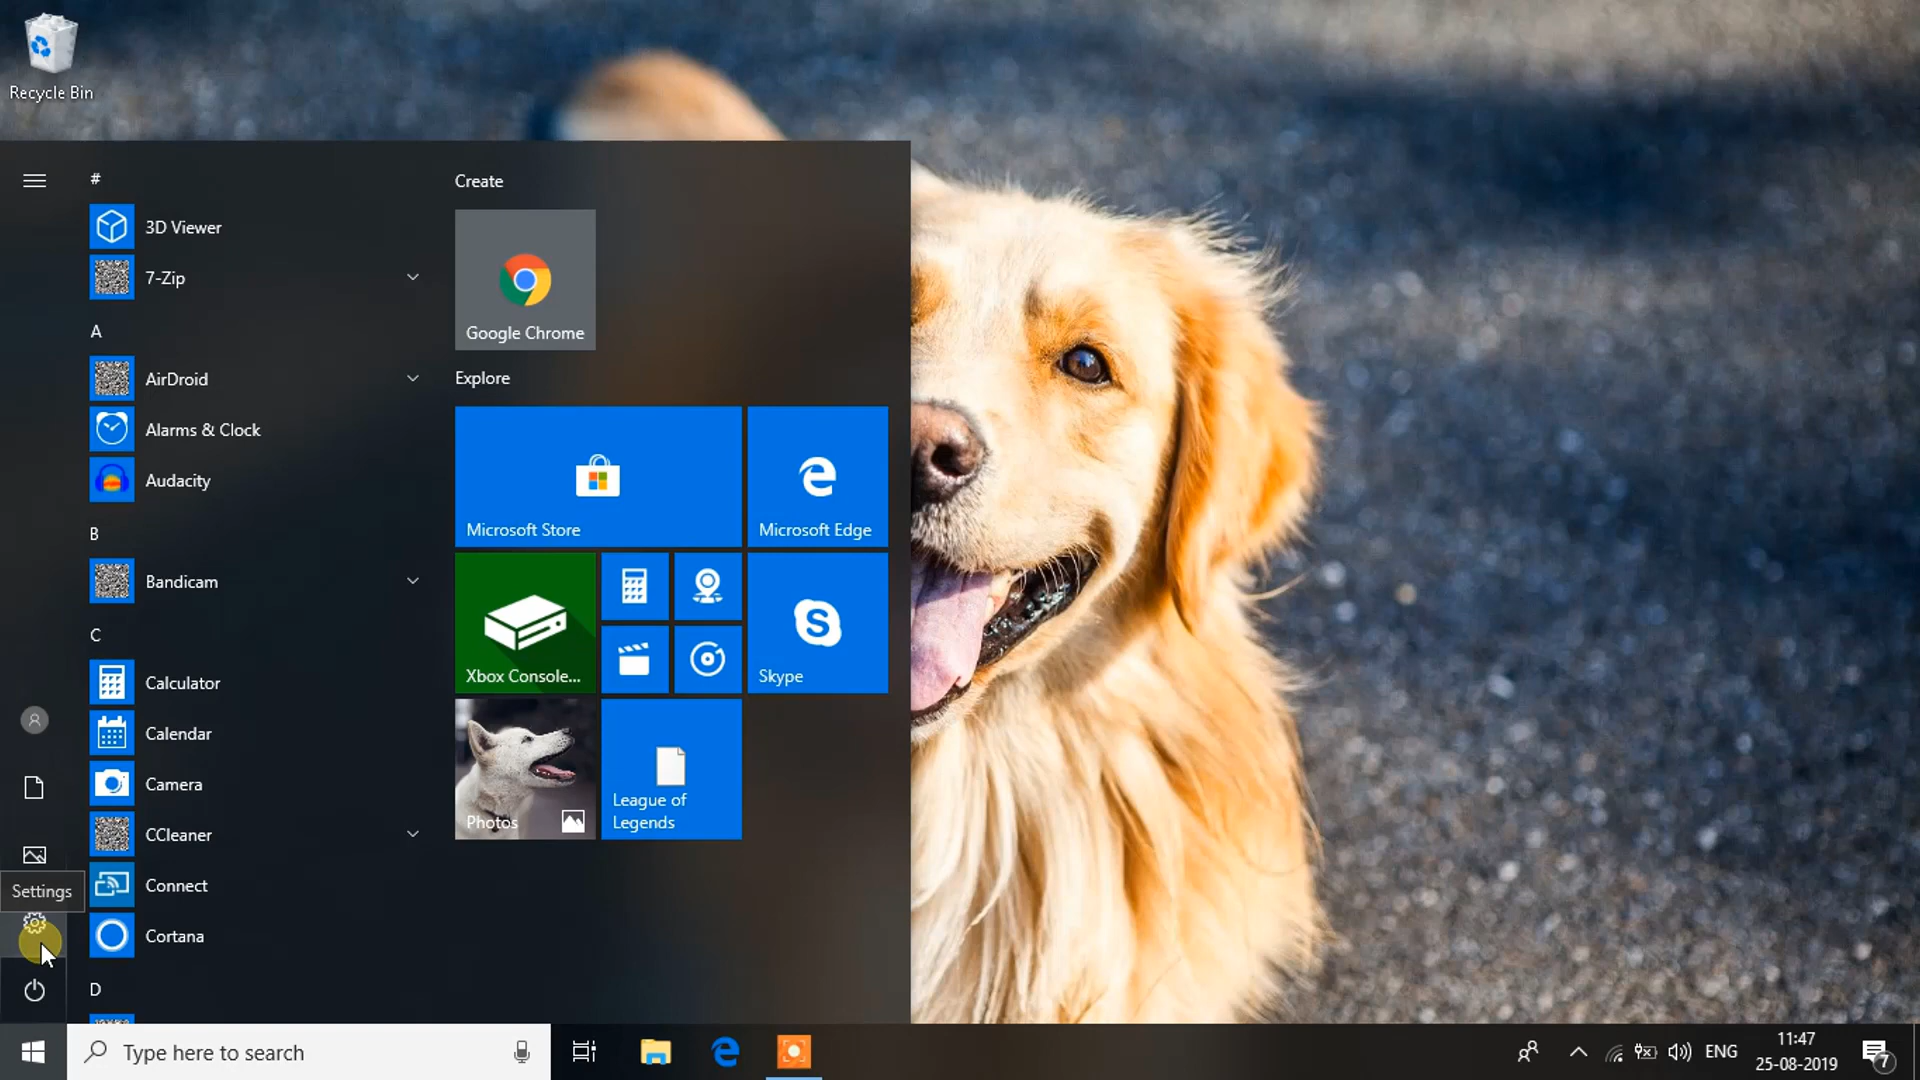 Recycle Bin
#
3D Viewer
7-Zip
A
AirDroid
Alarms & Clock
Audacity
B
Bandicam
C
Calculator
Calendar
Camera
CCleaner
Connect
Cortana
D
Settings
Create
Google Chrome
Explore
Microsoft Store
Microsoft Edge
Xbox Console...
Skype
Photos
League of
Legends
Type here to search
ENG
11:47
25-08-2019
7